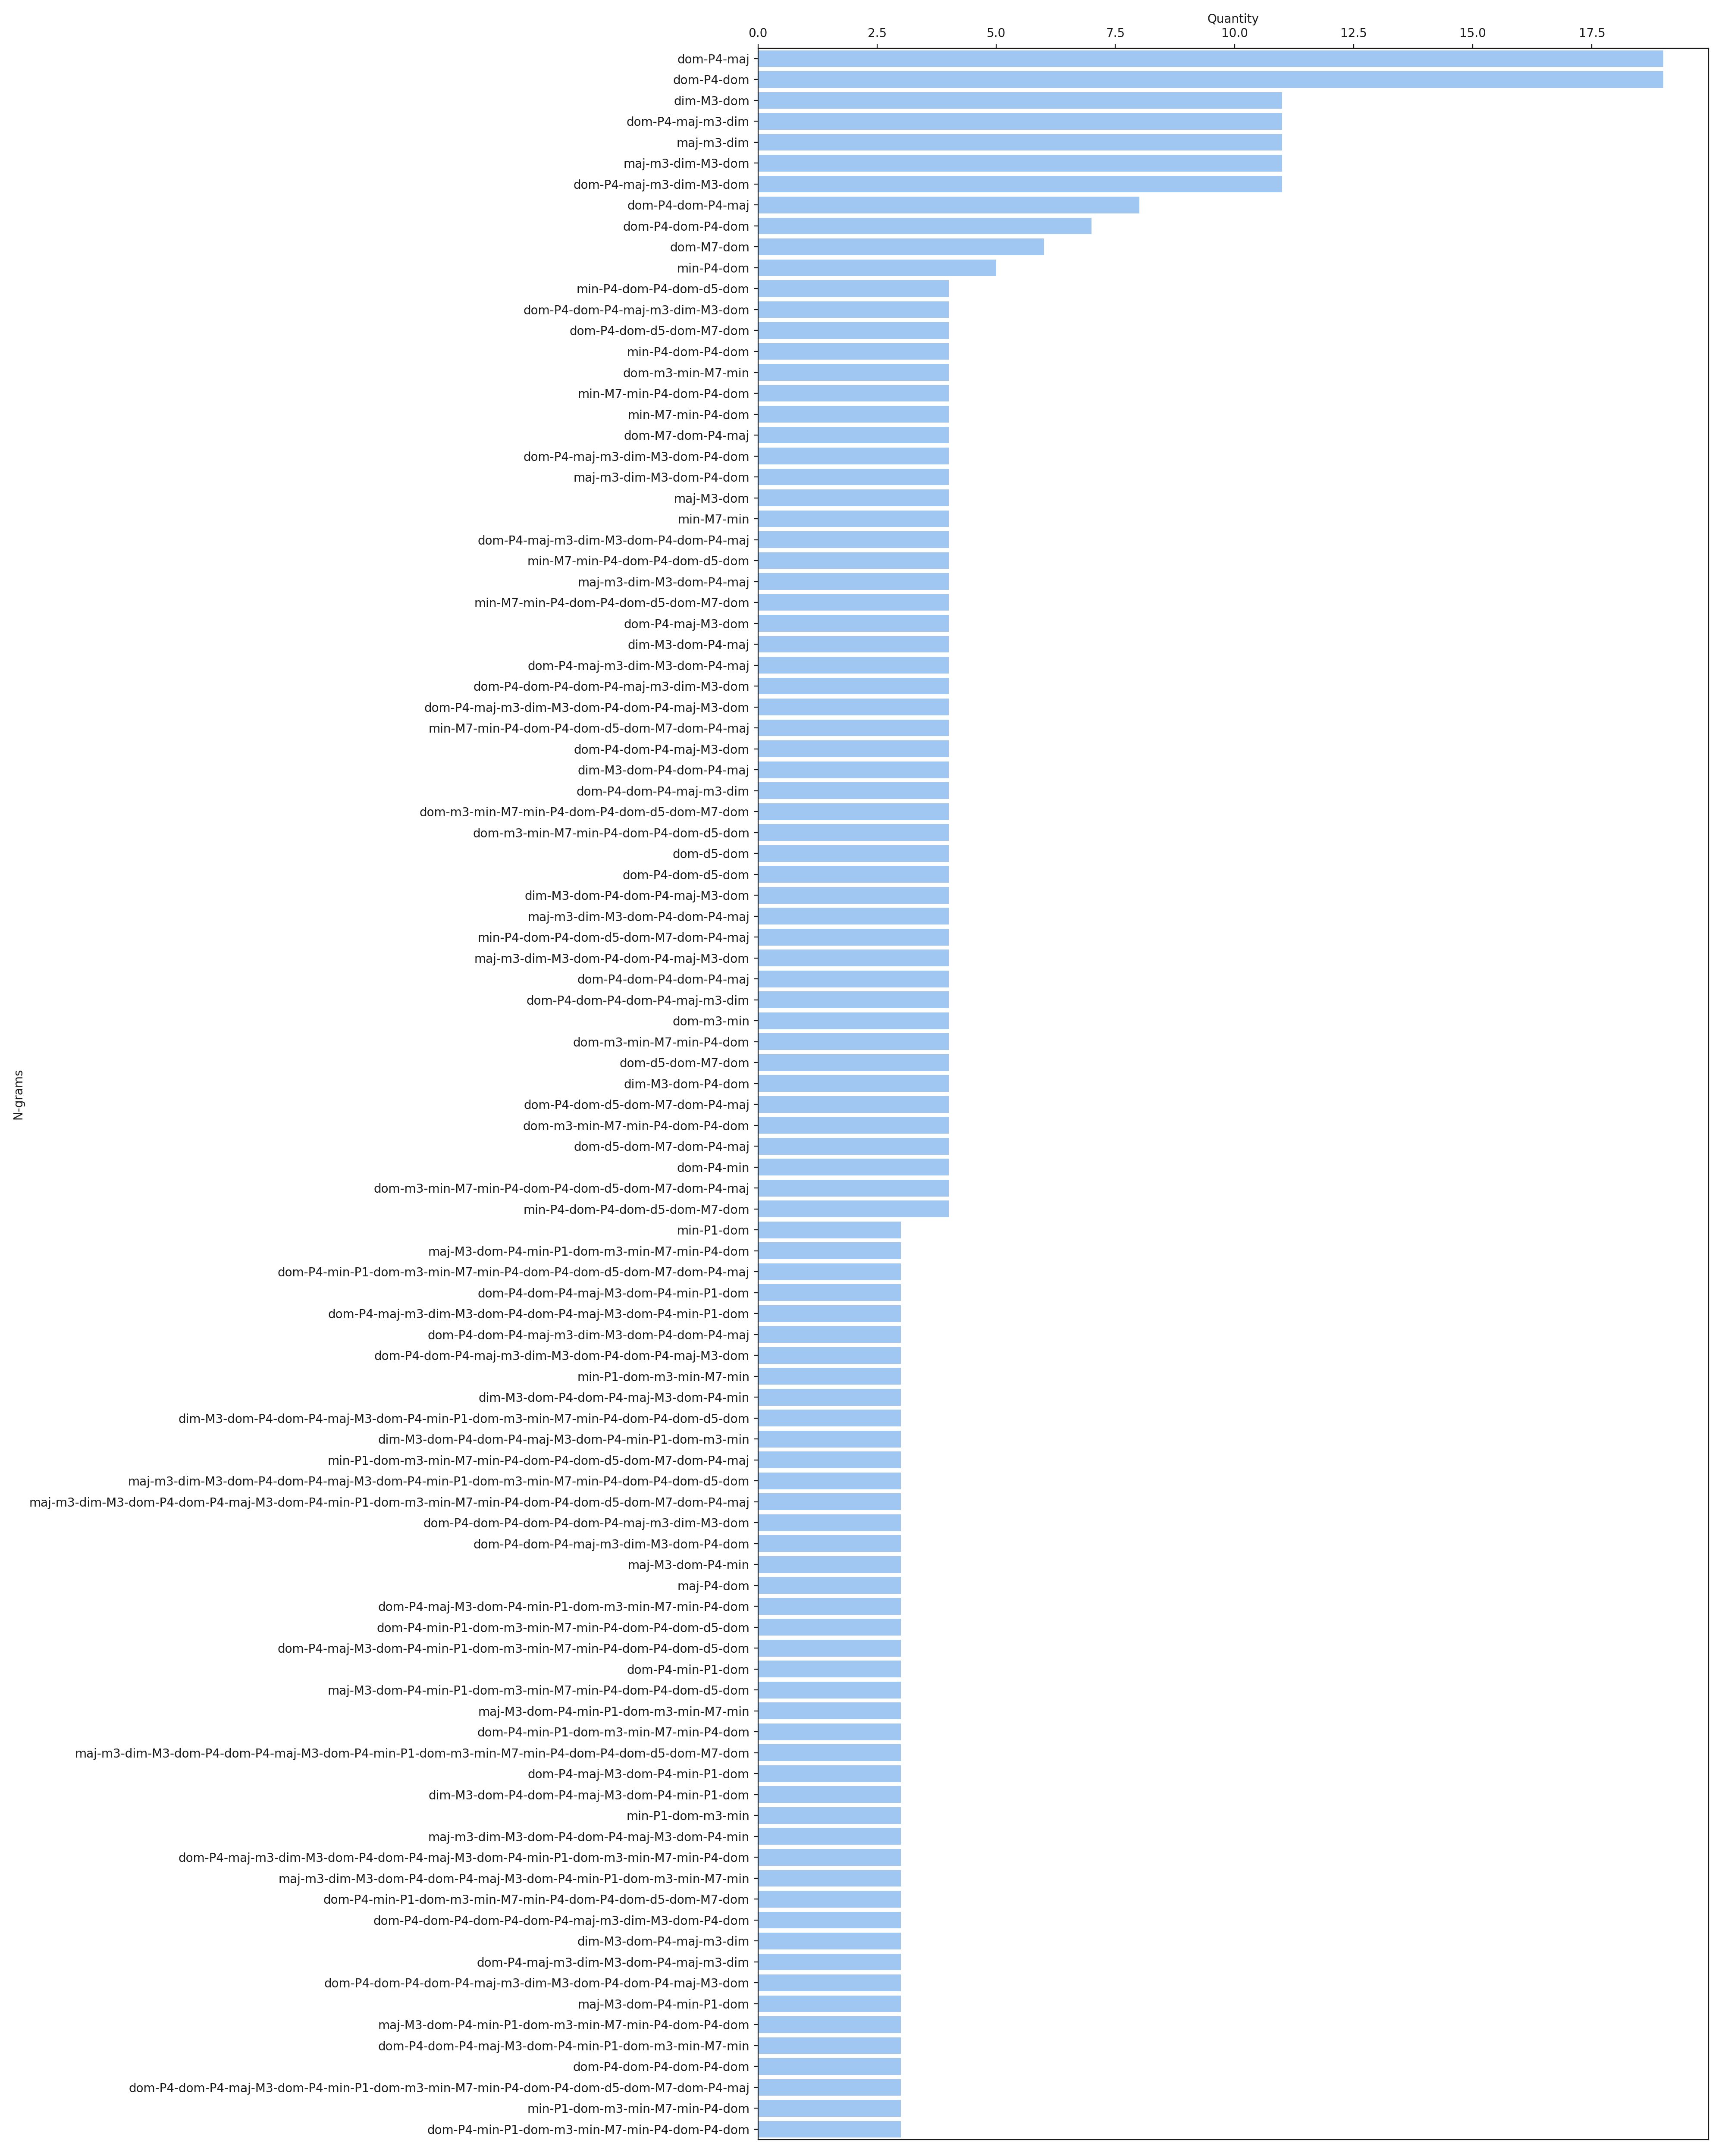 Quantity
0.0 2.5 5.0 7.5 10.0 12.5 15.0 17.5
dom-P4-maj
dom-P4-dom
dim-M3-dom
dom-P4-maj-m3-dim
maj-m3-dim
maj-m3-dim-M3-dom
dom-P4-maj-m3-dim-M3-dom
dom-P4-dom-P4-maj
dom-P4-dom-P4-dom
dom-M7-dom
min-P4-dom
min-P4-dom-P4-dom-d5-dom
dom-P4-dom-P4-maj-m3-dim-M3-dom
dom-P4-dom-d5-dom-M7-dom
min-P4-dom-P4-dom
dom-m3-min-M7-min
min-M7-min-P4-dom-P4-dom
min-M7-min-P4-dom
dom-M7-dom-P4-maj
dom-P4-maj-m3-dim-M3-dom-P4-dom
maj-m3-dim-M3-dom-P4-dom
maj-M3-dom
min-M7-min
dom-P4-maj-m3-dim-M3-dom-P4-dom-P4-maj
min-M7-min-P4-dom-P4-dom-d5-dom
maj-m3-dim-M3-dom-P4-maj
min-M7-min-P4-dom-P4-dom-d5-dom-M7-dom
dom-P4-maj-M3-dom
dim-M3-dom-P4-maj
dom-P4-maj-m3-dim-M3-dom-P4-maj
dom-P4-dom-P4-dom-P4-maj-m3-dim-M3-dom
dom-P4-maj-m3-dim-M3-dom-P4-dom-P4-maj-M3-dom
min-M7-min-P4-dom-P4-dom-d5-dom-M7-dom-P4-maj
dom-P4-dom-P4-maj-M3-dom
dim-M3-dom-P4-dom-P4-maj
dom-P4-dom-P4-maj-m3-dim
dom-m3-min-M7-min-P4-dom-P4-dom-d5-dom-M7-dom
dom-m3-min-M7-min-P4-dom-P4-dom-d5-dom
dom-d5-dom
dom-P4-dom-d5-dom
dim-M3-dom-P4-dom-P4-maj-M3-dom
maj-m3-dim-M3-dom-P4-dom-P4-maj
min-P4-dom-P4-dom-d5-dom-M7-dom-P4-maj
maj-m3-dim-M3-dom-P4-dom-P4-maj-M3-dom
dom-P4-dom-P4-dom-P4-maj
dom-P4-dom-P4-dom-P4-maj-m3-dim
dom-m3-min
dom-m3-min-M7-min-P4-dom
dom-d5-dom-M7-dom
dim-M3-dom-P4-dom
dom-P4-dom-d5-dom-M7-dom-P4-maj
dom-m3-min-M7-min-P4-dom-P4-dom
dom-d5-dom-M7-dom-P4-maj
dom-P4-min
dom-m3-min-M7-min-P4-dom-P4-dom-d5-dom-M7-dom-P4-maj
min-P4-dom-P4-dom-d5-dom-M7-dom
min-P1-dom
maj-M3-dom-P4-min-P1-dom-m3-min-M7-min-P4-dom
dom-P4-min-P1-dom-m3-min-M7-min-P4-dom-P4-dom-d5-dom-M7-dom-P4-maj
dom-P4-dom-P4-maj-M3-dom-P4-min-P1-dom
dom-P4-maj-m3-dim-M3-dom-P4-dom-P4-maj-M3-dom-P4-min-P1-dom
dom-P4-dom-P4-maj-m3-dim-M3-dom-P4-dom-P4-maj
dom-P4-dom-P4-maj-m3-dim-M3-dom-P4-dom-P4-maj-M3-dom
min-P1-dom-m3-min-M7-min
dim-M3-dom-P4-dom-P4-maj-M3-dom-P4-min
dim-M3-dom-P4-dom-P4-maj-M3-dom-P4-min-P1-dom-m3-min-M7-min-P4-dom-P4-dom-d5-dom
dim-M3-dom-P4-dom-P4-maj-M3-dom-P4-min-P1-dom-m3-min
min-P1-dom-m3-min-M7-min-P4-dom-P4-dom-d5-dom-M7-dom-P4-maj
maj-m3-dim-M3-dom-P4-dom-P4-maj-M3-dom-P4-min-P1-dom-m3-min-M7-min-P4-dom-P4-dom-d5-dom
maj-m3-dim-M3-dom-P4-dom-P4-maj-M3-dom-P4-min-P1-dom-m3-min-M7-min-P4-dom-P4-dom-d5-dom-M7-dom-P4-maj
dom-P4-dom-P4-dom-P4-dom-P4-maj-m3-dim-M3-dom
dom-P4-dom-P4-maj-m3-dim-M3-dom-P4-dom
maj-M3-dom-P4-min
maj-P4-dom
dom-P4-maj-M3-dom-P4-min-P1-dom-m3-min-M7-min-P4-dom
dom-P4-min-P1-dom-m3-min-M7-min-P4-dom-P4-dom-d5-dom
dom-P4-maj-M3-dom-P4-min-P1-dom-m3-min-M7-min-P4-dom-P4-dom-d5-dom
dom-P4-min-P1-dom
maj-M3-dom-P4-min-P1-dom-m3-min-M7-min-P4-dom-P4-dom-d5-dom
maj-M3-dom-P4-min-P1-dom-m3-min-M7-min
dom-P4-min-P1-dom-m3-min-M7-min-P4-dom
maj-m3-dim-M3-dom-P4-dom-P4-maj-M3-dom-P4-min-P1-dom-m3-min-M7-min-P4-dom-P4-dom-d5-dom-M7-dom
dom-P4-maj-M3-dom-P4-min-P1-dom
dim-M3-dom-P4-dom-P4-maj-M3-dom-P4-min-P1-dom
min-P1-dom-m3-min
maj-m3-dim-M3-dom-P4-dom-P4-maj-M3-dom-P4-min
dom-P4-maj-m3-dim-M3-dom-P4-dom-P4-maj-M3-dom-P4-min-P1-dom-m3-min-M7-min-P4-dom
maj-m3-dim-M3-dom-P4-dom-P4-maj-M3-dom-P4-min-P1-dom-m3-min-M7-min
dom-P4-min-P1-dom-m3-min-M7-min-P4-dom-P4-dom-d5-dom-M7-dom
dom-P4-dom-P4-dom-P4-dom-P4-maj-m3-dim-M3-dom-P4-dom
dim-M3-dom-P4-maj-m3-dim
dom-P4-maj-m3-dim-M3-dom-P4-maj-m3-dim
dom-P4-dom-P4-dom-P4-maj-m3-dim-M3-dom-P4-dom-P4-maj-M3-dom
maj-M3-dom-P4-min-P1-dom
maj-M3-dom-P4-min-P1-dom-m3-min-M7-min-P4-dom-P4-dom
dom-P4-dom-P4-maj-M3-dom-P4-min-P1-dom-m3-min-M7-min
dom-P4-dom-P4-dom-P4-dom
dom-P4-dom-P4-maj-M3-dom-P4-min-P1-dom-m3-min-M7-min-P4-dom-P4-dom-d5-dom-M7-dom-P4-maj
min-P1-dom-m3-min-M7-min-P4-dom
dom-P4-min-P1-dom-m3-min-M7-min-P4-dom-P4-dom
N-grams